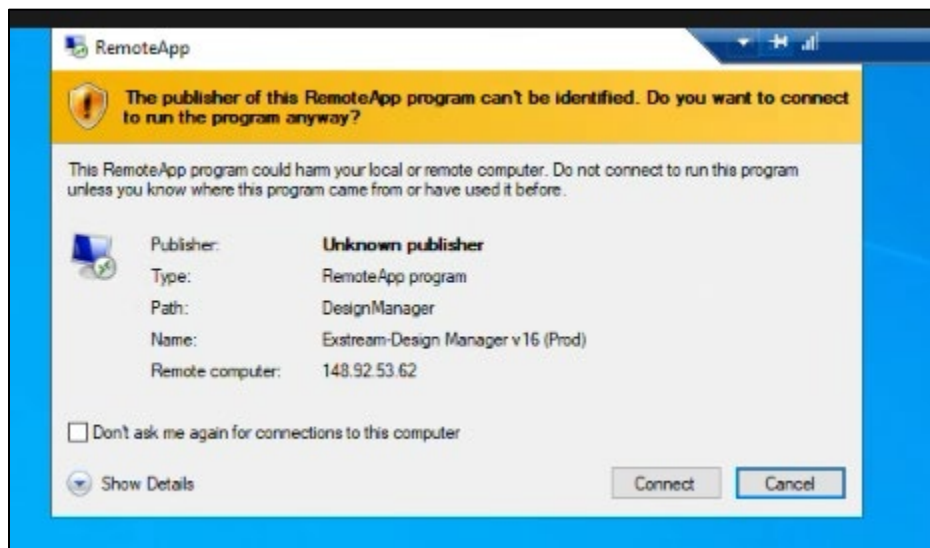 RemoteApp
The publisher of this RemoteApp program can't be identified. Do you want to connect
to run the program anyway?
This RemoteApp program could harm your local or remote computer. Do not connect to run this program
unless you know where this program came from or have used it before.
Publisher: Unknown publisher
Type: RemoteApp program
Path: DesignManager
Name: Exstream-Design Manager v16 (Prod)
Remote computer: 148.92.53.62
Don't ask me again for connections to this computer
Show Details Connect Cancel